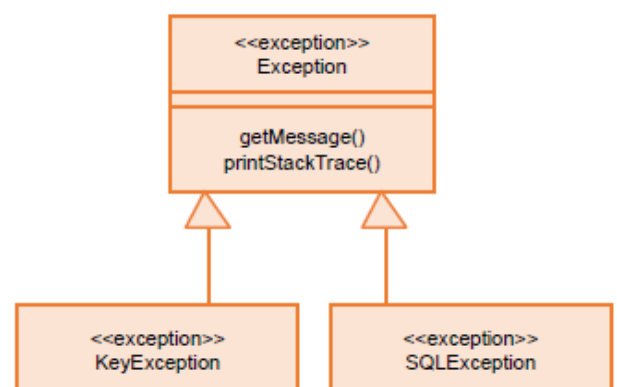 <<exception>>
Exception
getMessage()
printStackTrace()
<<exception>>
KeyException
<<exception>>
SQLException